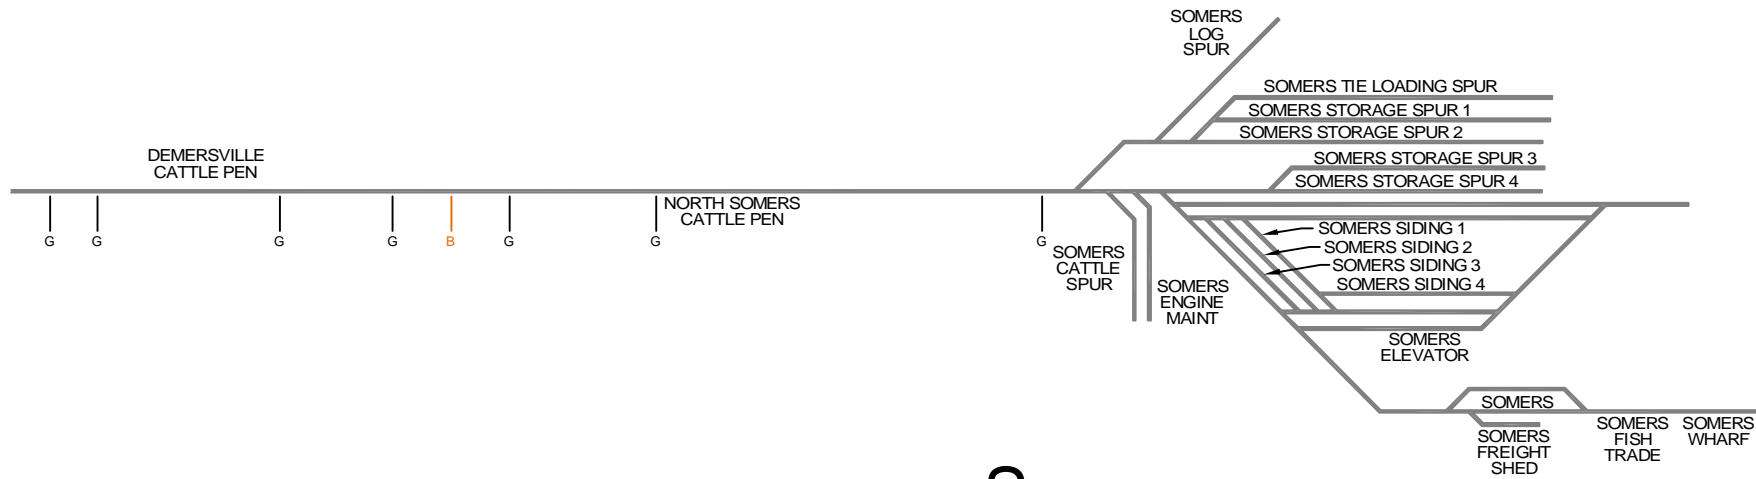 SOMERS
LOG
SPUR
SOMERS TIE LOADING SPUR
SOMERS STORAGE SPUR 1
SOMERS STORAGE SPUR 2
DEMERSVILLE
CATTLE PEN
SOMERS STORAGE SPUR 3
SOMERS STORAGE SPUR 4
NORTH SOMERS
CATTLE PEN
G
G
G
G
B
G
G
G
SOMERS
CATTLE
SPUR
SOMERS
ENGINE
MAINT
SOMERS SIDING 1
SOMERS SIDING 2
SOMERS SIDING 3
SOMERS SIDING 4
SOMERS
ELEVATOR
SOMERS
SOMERS
FREIGHT
SHED
SOMERS
FISH
TRADE
SOMERS
WHARF